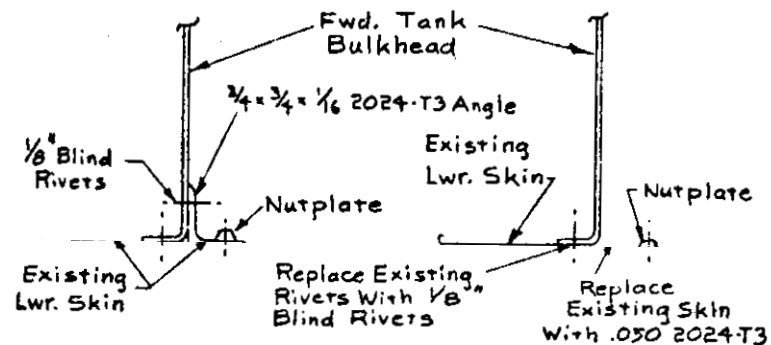 Fwd. Tank
Bulkhead
3/4 x 3/4 x 1/16 2024-T3 Angle
1/8" Blind
Rivets
Nutplate
Existing
Lwr. Skin
Existing
Lwr. Skin
Nutplate
Replace Existing
Rivets With 1/8"
Blind Rivets
Replace
Existing Skin
With .050 2024-T3